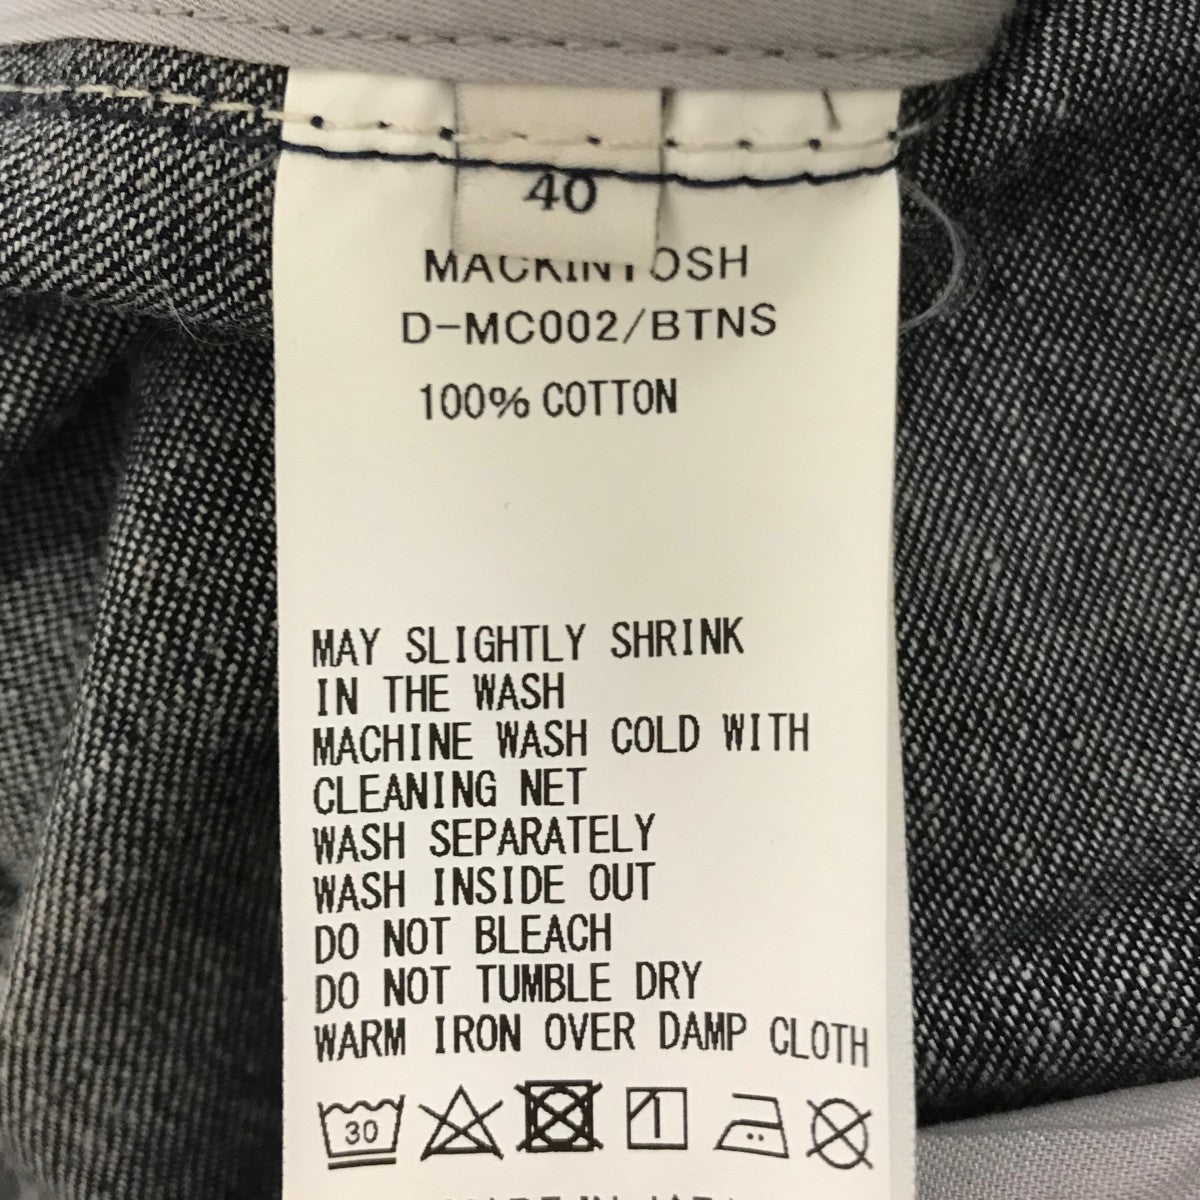 40
MACKINTOSH
D-MC002/BTNS
100% COTTON
MAY SLIGHTLY SHRINK
IN THE WASH
MACHINE WASH COLD WITH
CLEANING NET
WASH SEPARATELY
WASH INSIDE OUT
DO NOT BLEACH
DO NOT TUMBLE DRY
WARM IRON OVER DAMP CLOTH
30